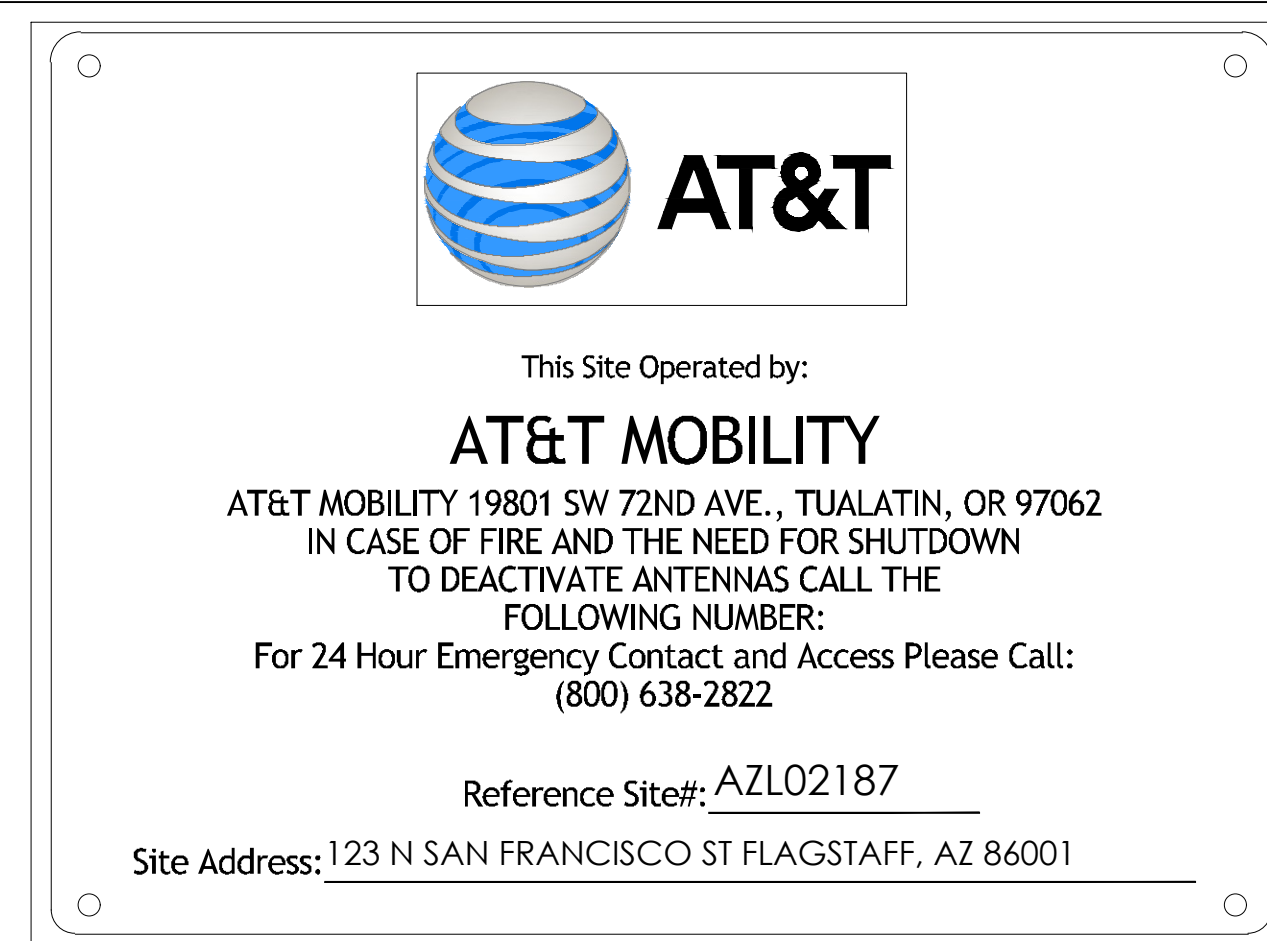 AT&T
This Site Operated by:
AT&T MOBILITY
AT&T MOBILITY 19801 SW 72ND AVE., TUALATIN, OR 97062
IN CASE OF FIRE AND THE NEED FOR SHUTDOWN
TO DEACTIVATE ANTENNAS CALL THE
FOLLOWING NUMBER:
For 24 Hour Emergency Contact and Access Please Call:
(800) 638-2822
Reference Site#: AZL02187
Site Address: 123 N SAN FRANCISCO ST FLAGSTAFF, AZ 86001